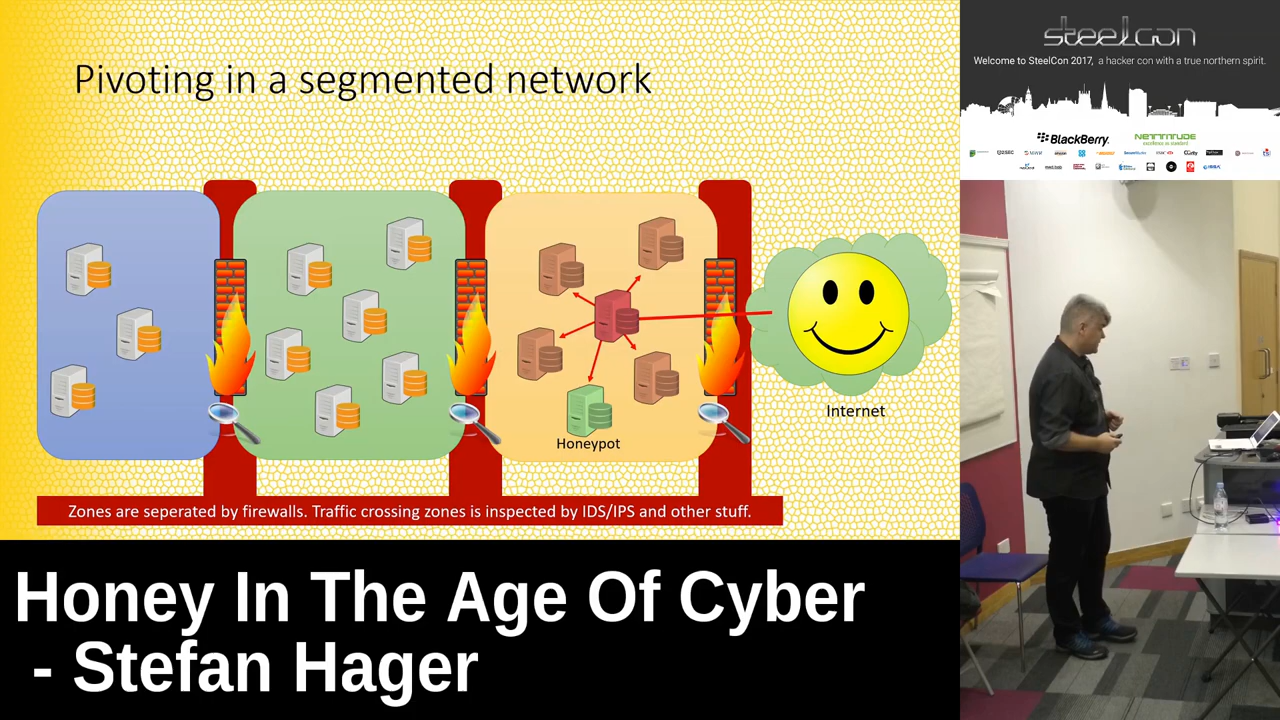 Pivoting in a segmented network
Honeypot
Internet
Zones are seperated by firewalls. Traffic crossing zones is inspected by IDS/IPS and other stuff.
Honey In The Age Of Cyber
- Stefan Hager
steelcon
Welcome to SteelCon 2017, a hacker con with a true northern spirit.
BlackBerry
NETTITUDE